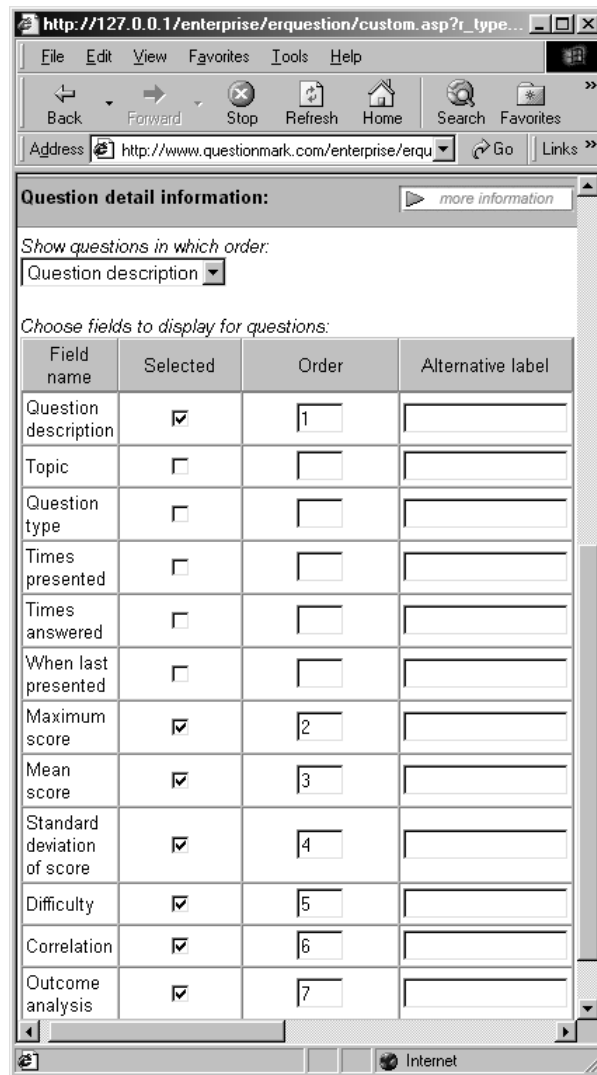 http://127.0.0.1/enterprise/erquestion/custom.asp?r_type...
File Edit View Favorites Tools Help
Back Forward Stop Refresh Home Search Favorites »
Address http://www.questionmark.com/enterprise/erqu Go Links »
Question detail information: more information
Show questions in which order:
Question description
Choose fields to display for questions:
Field name Selected Order Alternative label
Question description 1
Topic
Question type
Times presented
Times answered
When last presented
Maximum score 2
Mean score 3
Standard deviation of score 4
Difficulty 5
Correlation 6
Outcome analysis 7
Internet